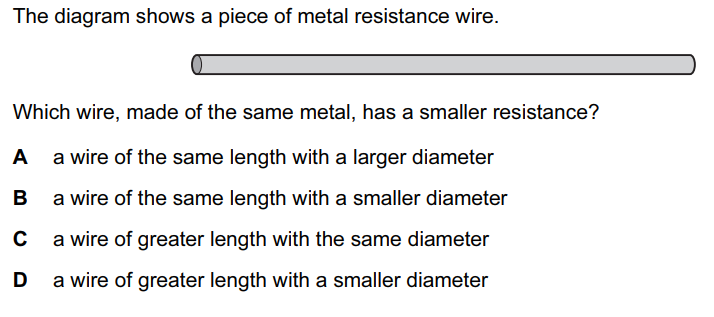 The diagram shows a piece of metal resistance wire.
Which wire, made of the same metal, has a smaller resistance?
A a wire of the same length with a larger diameter
B a wire of the same length with a smaller diameter
C a wire of greater length with the same diameter
D a wire of greater length with a smaller diameter